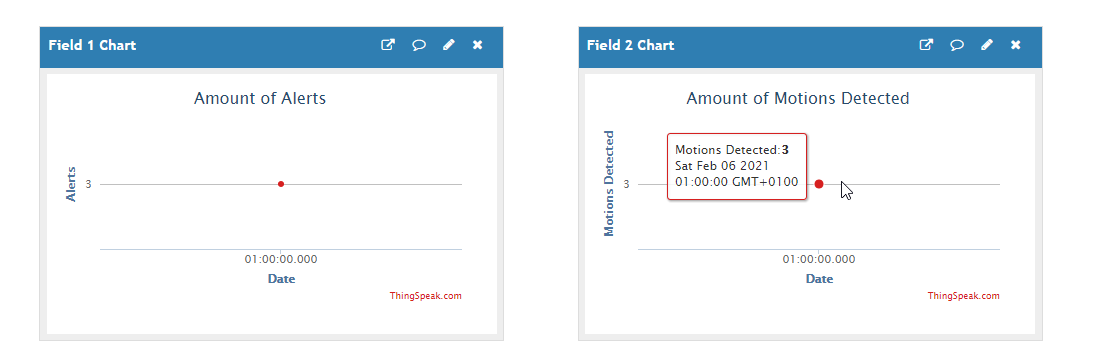 Field 1 Chart
Amount of Alerts
Alerts
3
01:00:00.000
Date
ThingSpeak.com
Field 2 Chart
Amount of Motions Detected
Motions Detected
3
Motions Detected:3
Sat Feb 06 2021
01:00:00 GMT+0100
01:00:00.000
Date
ThingSpeak.com